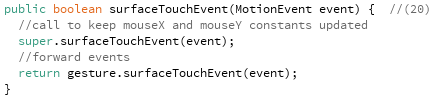 public boolean surfaceTouchEvent(MotionEvent event) {  //(20)
  //call to keep mouseX and mouseY constants updated
  super.surfaceTouchEvent(event);
  //forward events
  return gesture.surfaceTouchEvent(event);
}